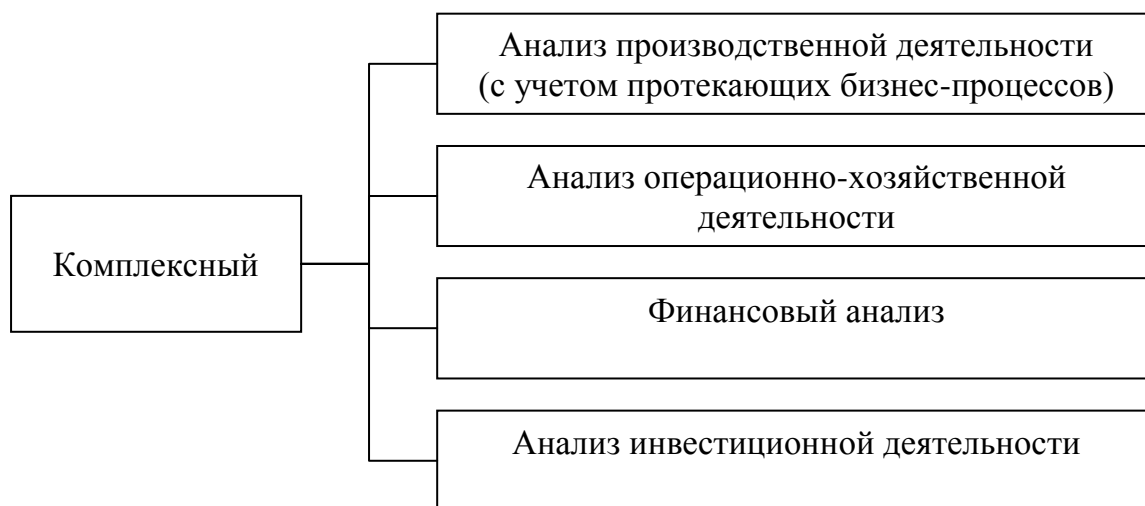 Комплексный
Анализ производственной деятельности
(с учетом протекающих бизнес-процессов)
Анализ операционно-хозяйственной
деятельности
Финансовый анализ
Анализ инвестиционной деятельности